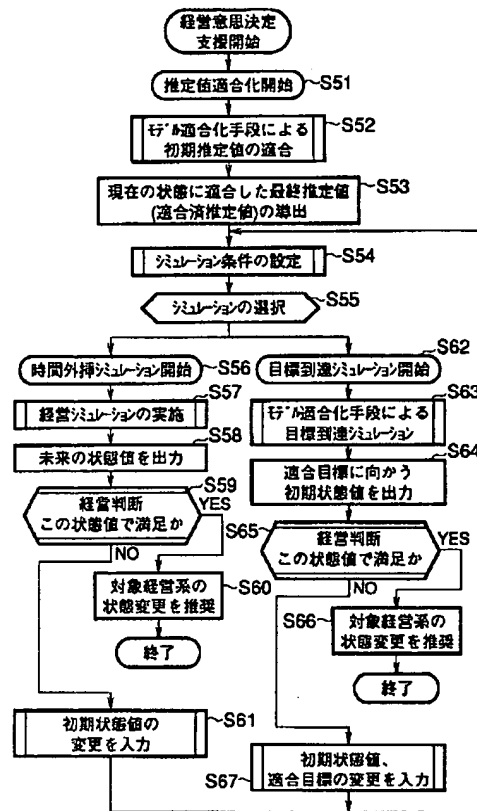 経営意思決定
支援開始
推定値適合化開始
S51
モデル適合化手段による
初期推定値の適合
S52
現在の状態に適合した最終推定値
(適合済推定値)の導出
S53
シミュレーション条件の設定
S54
シミュレーションの選択
S55
時間外挿シミュレーション開始
S56
経営シミュレーションの実施
S57
未来の状態値を出力
S58
経営判断
この状態値で満足か
S59
YES
NO
対象経営系の
状態変更を推奨
S60
終了
初期状態値の
変更を入力
S61
目標到達シミュレーション開始
S62
モデル適合化手段による
目標到達シミュレーション
S63
適合目標に向かう
初期状態値を出力
S64
経営判断
この状態値で満足か
S65
YES
NO
対象経営系の
状態変更を推奨
S66
終了
初期状態値、
適合目標の変更を入力
S67